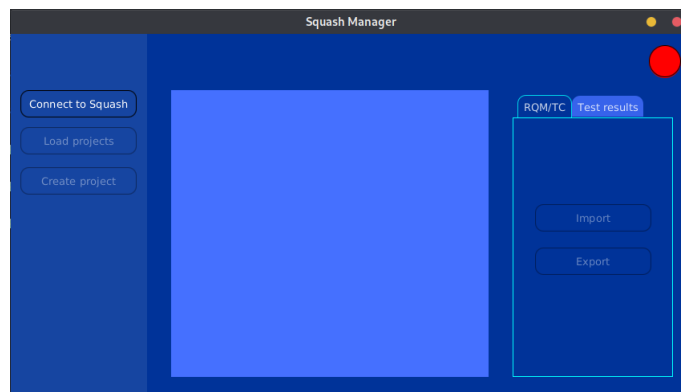 Squash Manager
Connect to Squash
Load projects
Create project
RQM/TC
Test results
Import
Export